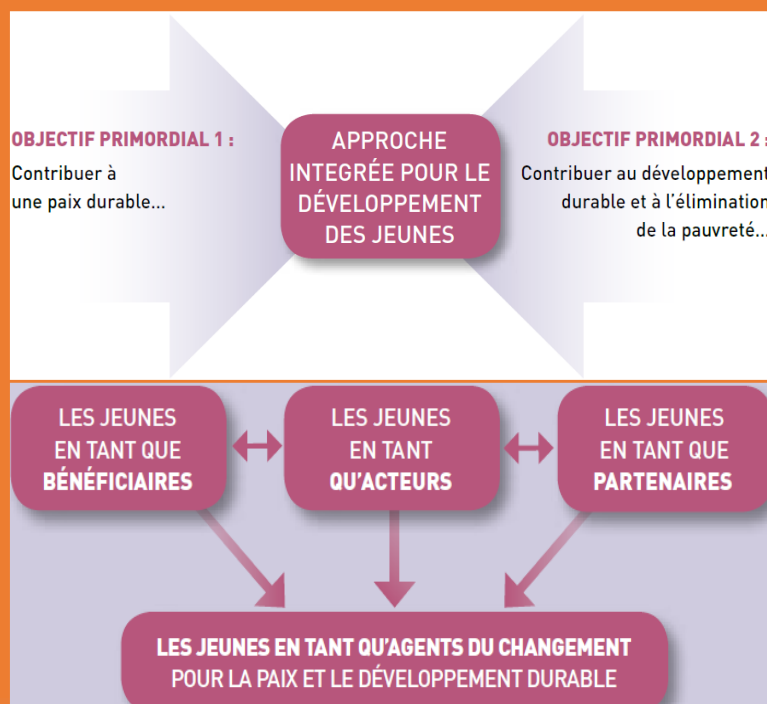 OBJECTIF PRIMORDIAL 1 :
Contribuer à
une paix durable...
APPROCHE
INTEGRÉE POUR LE
DÉVELOPPEMENT
DES JEUNES
OBJECTIF PRIMORDIAL 2 :
Contribuer au développement
durable et à l'élimination
de la pauvreté...
LES JEUNES
EN TANT QUE
BÉNÉFICIAIRES
LES JEUNES
EN TANT
QU'ACTEURS
LES JEUNES
EN TANT QUE
PARTENAIRES
LES JEUNES EN TANT QU'AGENTS DU CHANGEMENT
POUR LA PAIX ET LE DÉVELOPPEMENT DURABLE